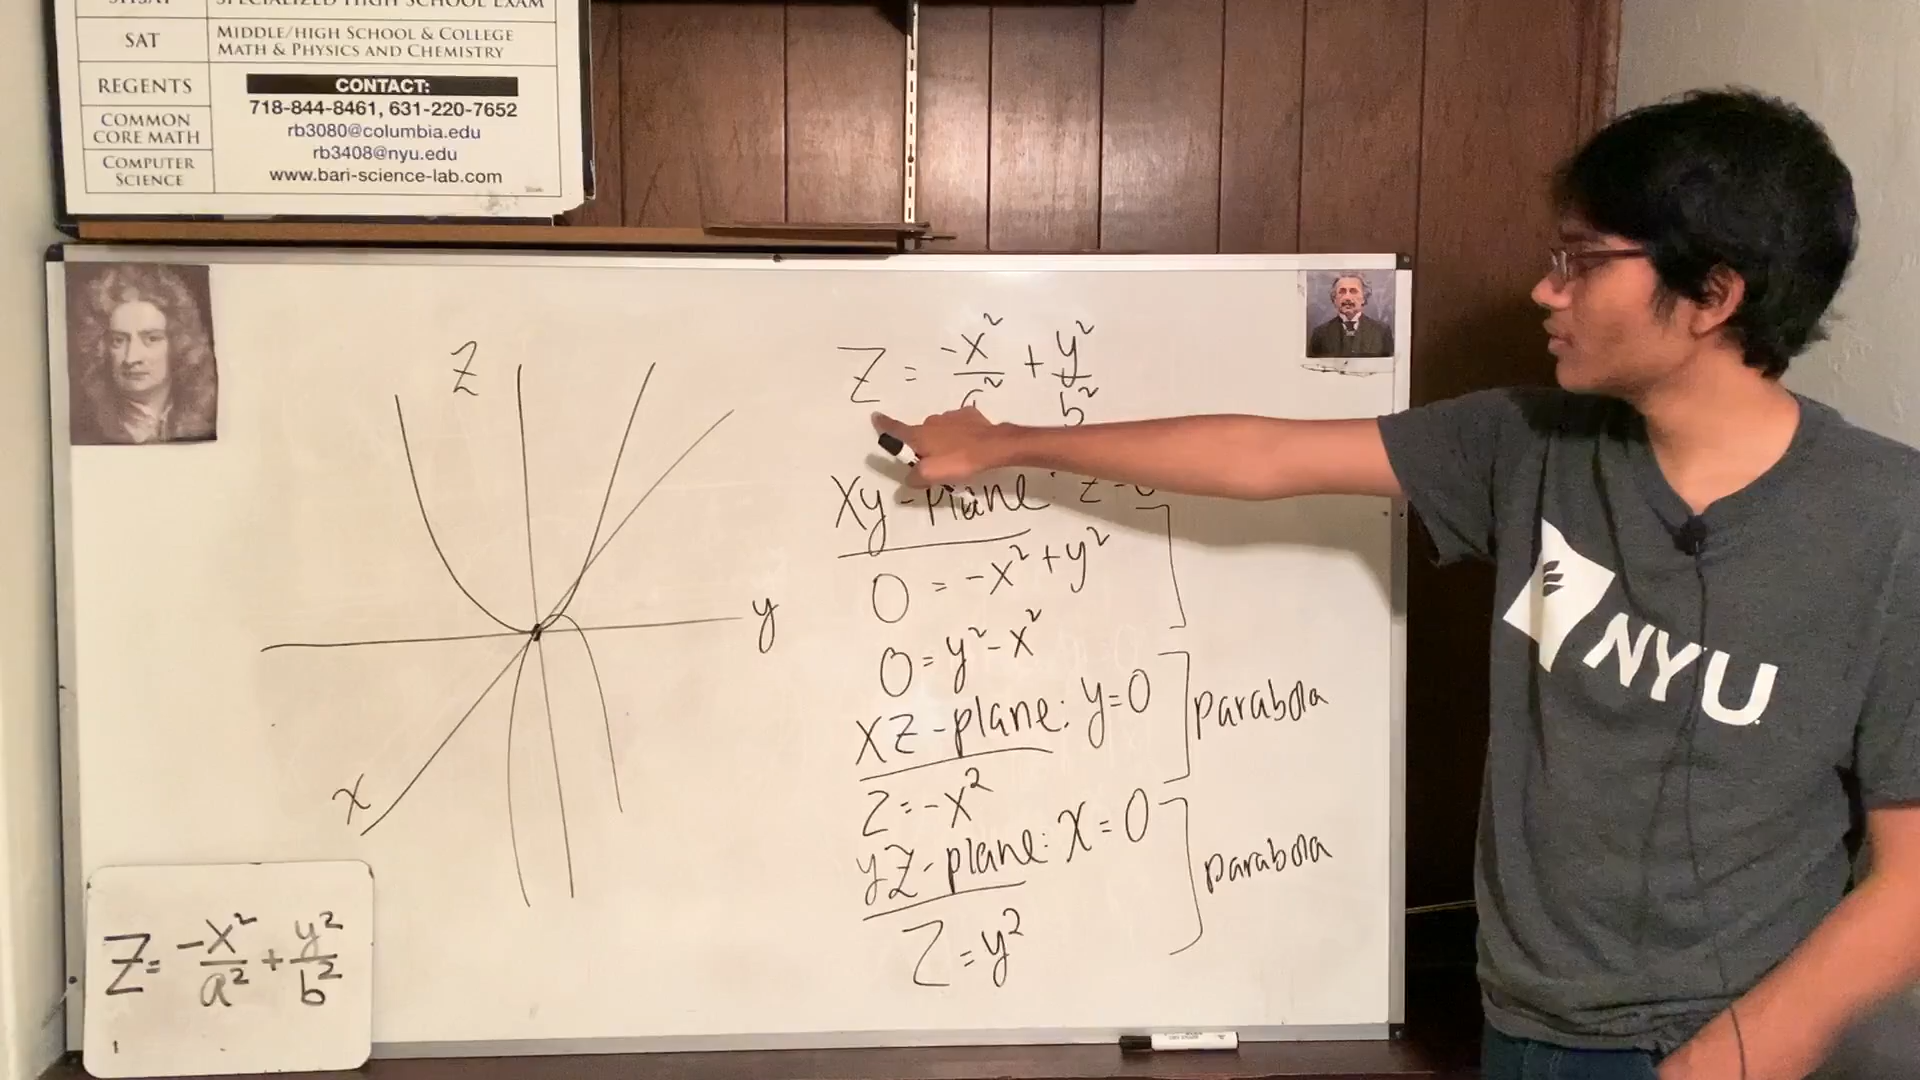 SPECIALIZED HIGH SCHOOL EXAM
SAT
MIDDLE/HIGH SCHOOL & COLLEGE
MATH & PHYSICS AND CHEMISTRY
REGENTS
COMMON
CORE MATH
COMPUTER
SCIENCE
CONTACT:
718-844-8461, 631-220-7652
rb3080@columbia.edu
rb3408@nyu.edu
www.bari-science-lab.com
Z
y
x
Z = -x²/a² + y²/b²
xy-plane: z=0
0 = -x² + y²
0 = y² - x²
xz-plane: y=0
parabola
z = -x²
yz-plane: x=0
parabola
Z = y²
Z = -x²/a² + y²/b²
NYU